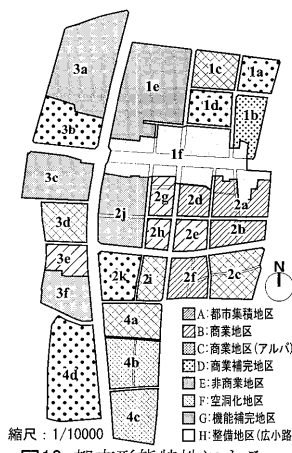 3a
1e
1c
1a
3b
1d
1b
1f
3c
2j
2g
2d
2a
3d
2h
2e
2b
3e
2k
2i
2f
2c
3f
4a
N
4d
4b
4c
A:都市集積地区
B:商業地区
C:商業地区(アルバ)
D:商業補完地区
E:非商業地区
F:空洞化地区
G:機能補完地区
H:整備地区(広小路)
縮尺:1/10000